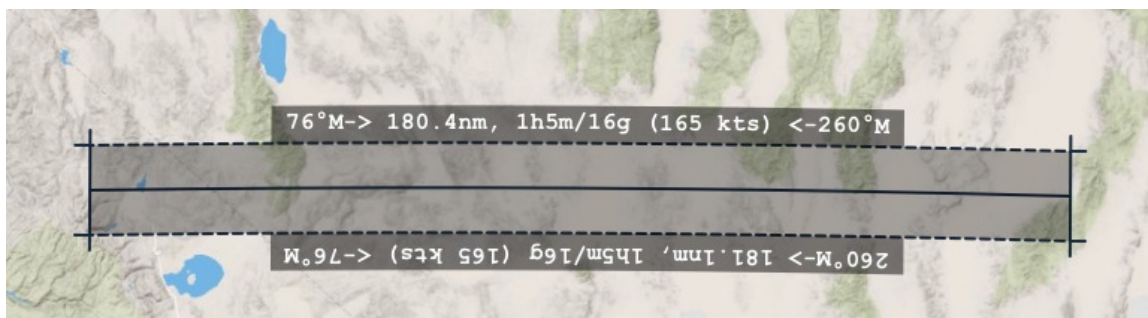 76°M-> 180.4nm, 1h5m/16g (165 kts) <-260°M
260°M-> 181.1nm, 1h5m/16g (165 kts) <-76°M